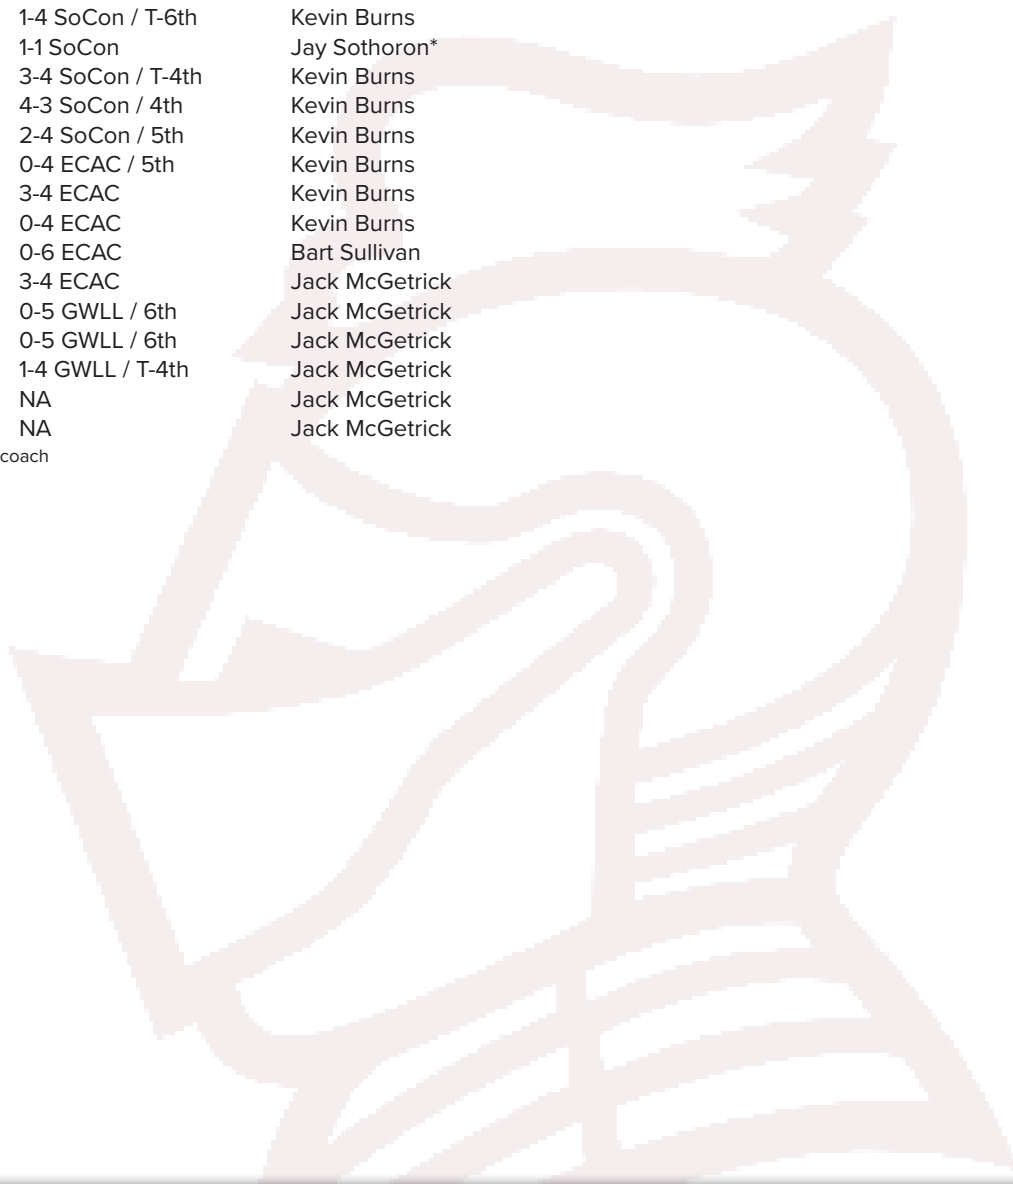 1-4 SoCon / T-6th Kevin Burns
1-1 SoCon Jay Sothoron*
3-4 SoCon / T-4th Kevin Burns
4-3 SoCon / 4th Kevin Burns
2-4 SoCon / 5th Kevin Burns
0-4 ECAC / 5th Kevin Burns
3-4 ECAC Kevin Burns
0-4 ECAC Kevin Burns
0-6 ECAC Bart Sullivan
3-4 ECAC Jack McGetrick
0-5 GWLL / 6th Jack McGetrick
0-5 GWLL / 6th Jack McGetrick
1-4 GWLL / T-4th Jack McGetrick
NA Jack McGetrick
NA Jack McGetrick
coach